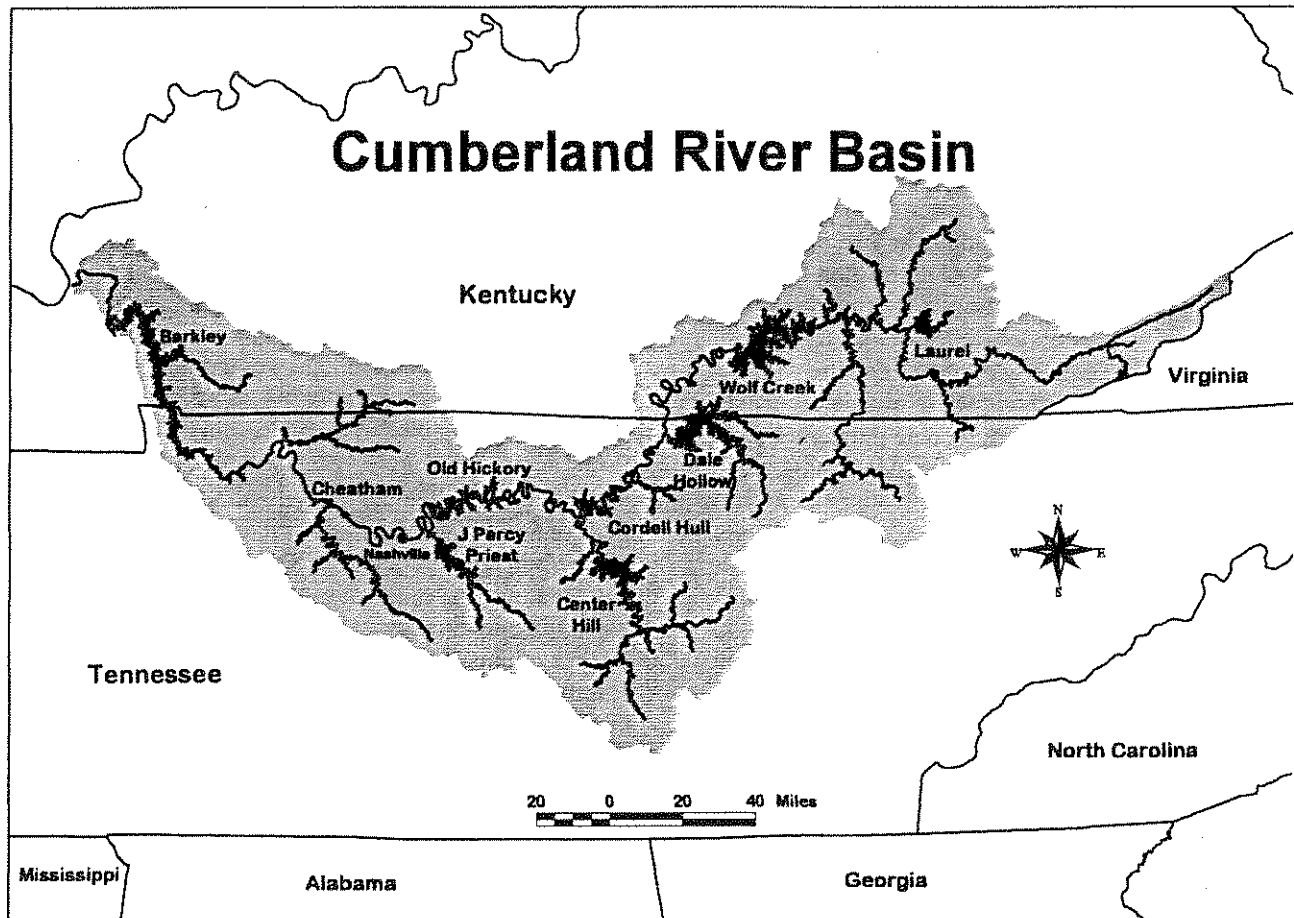 Cumberland River Basin
Kentucky
Barkley
Laurel
Virginia
Wolf Creek
Dale
Hollow
Old Hickory
Cheatham
Cordell Hull
J Percy
Priest
Nashville
Center
Hill
N
W
E
S
Tennessee
North Carolina
20 0 20 40 Miles
Mississippi
Alabama
Georgia